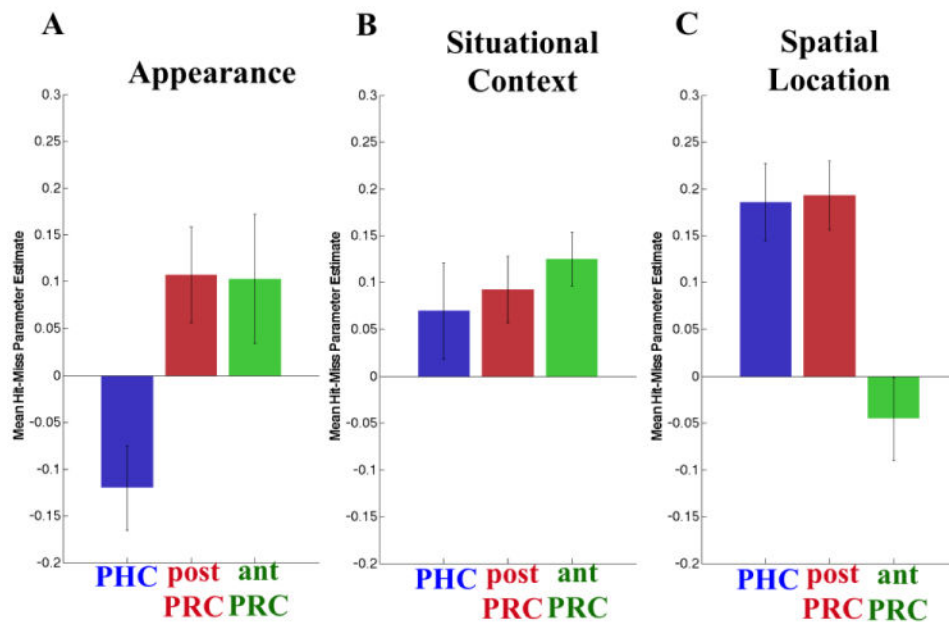 A
Appearance
0.3
0.25
0.2
0.15
0.1
0.05
0
-0.05
-0.1
-0.15
-0.2
Mean Hit-Miss Parameter Estimate
PHC
post
PRC
ant
PRC
B
Situational
Context
0.3
0.25
0.2
0.15
0.1
0.05
0
-0.05
-0.1
-0.15
-0.2
Mean Hit-Miss Parameter Estimate
PHC
post
PRC
ant
PRC
C
Spatial
Location
0.3
0.25
0.2
0.15
0.1
0.05
0
-0.05
-0.1
-0.15
-0.2
Mean Hit-Miss Parameter Estimate
PHC
post
PRC
ant
PRC